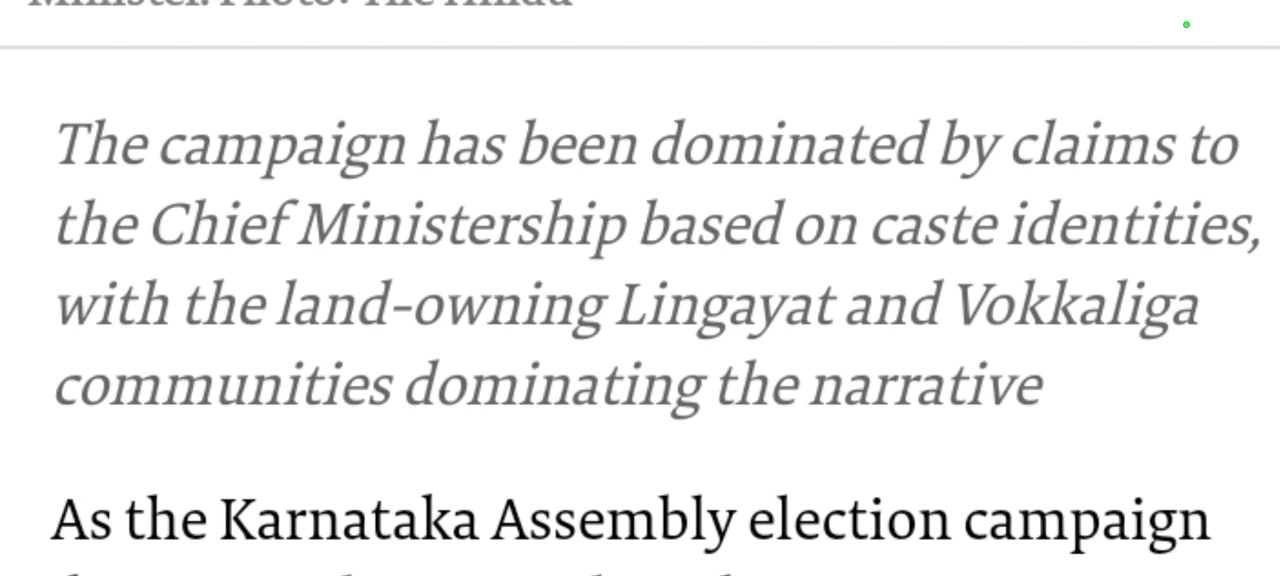 The campaign has been dominated by claims to
the Chief Ministership based on caste identities,
with the land-owning Lingayat and Vokkaliga
communities dominating the narrative
As the Karnataka Assembly election campaign